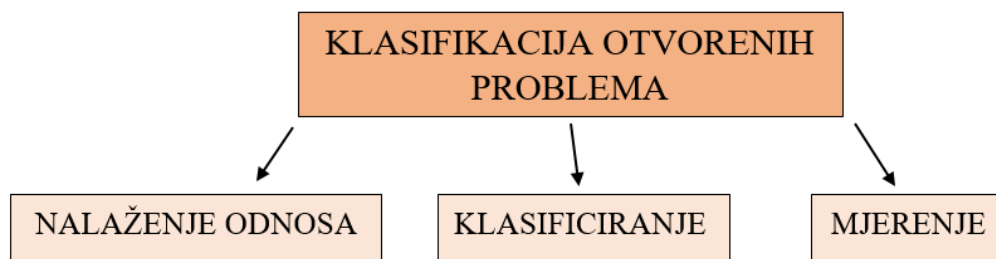 KLASIFIKACIJA OTVORENIH
PROBLEMA
NALAŽENJE ODNOSA
KLASIFICIRANJE
MJERENJE